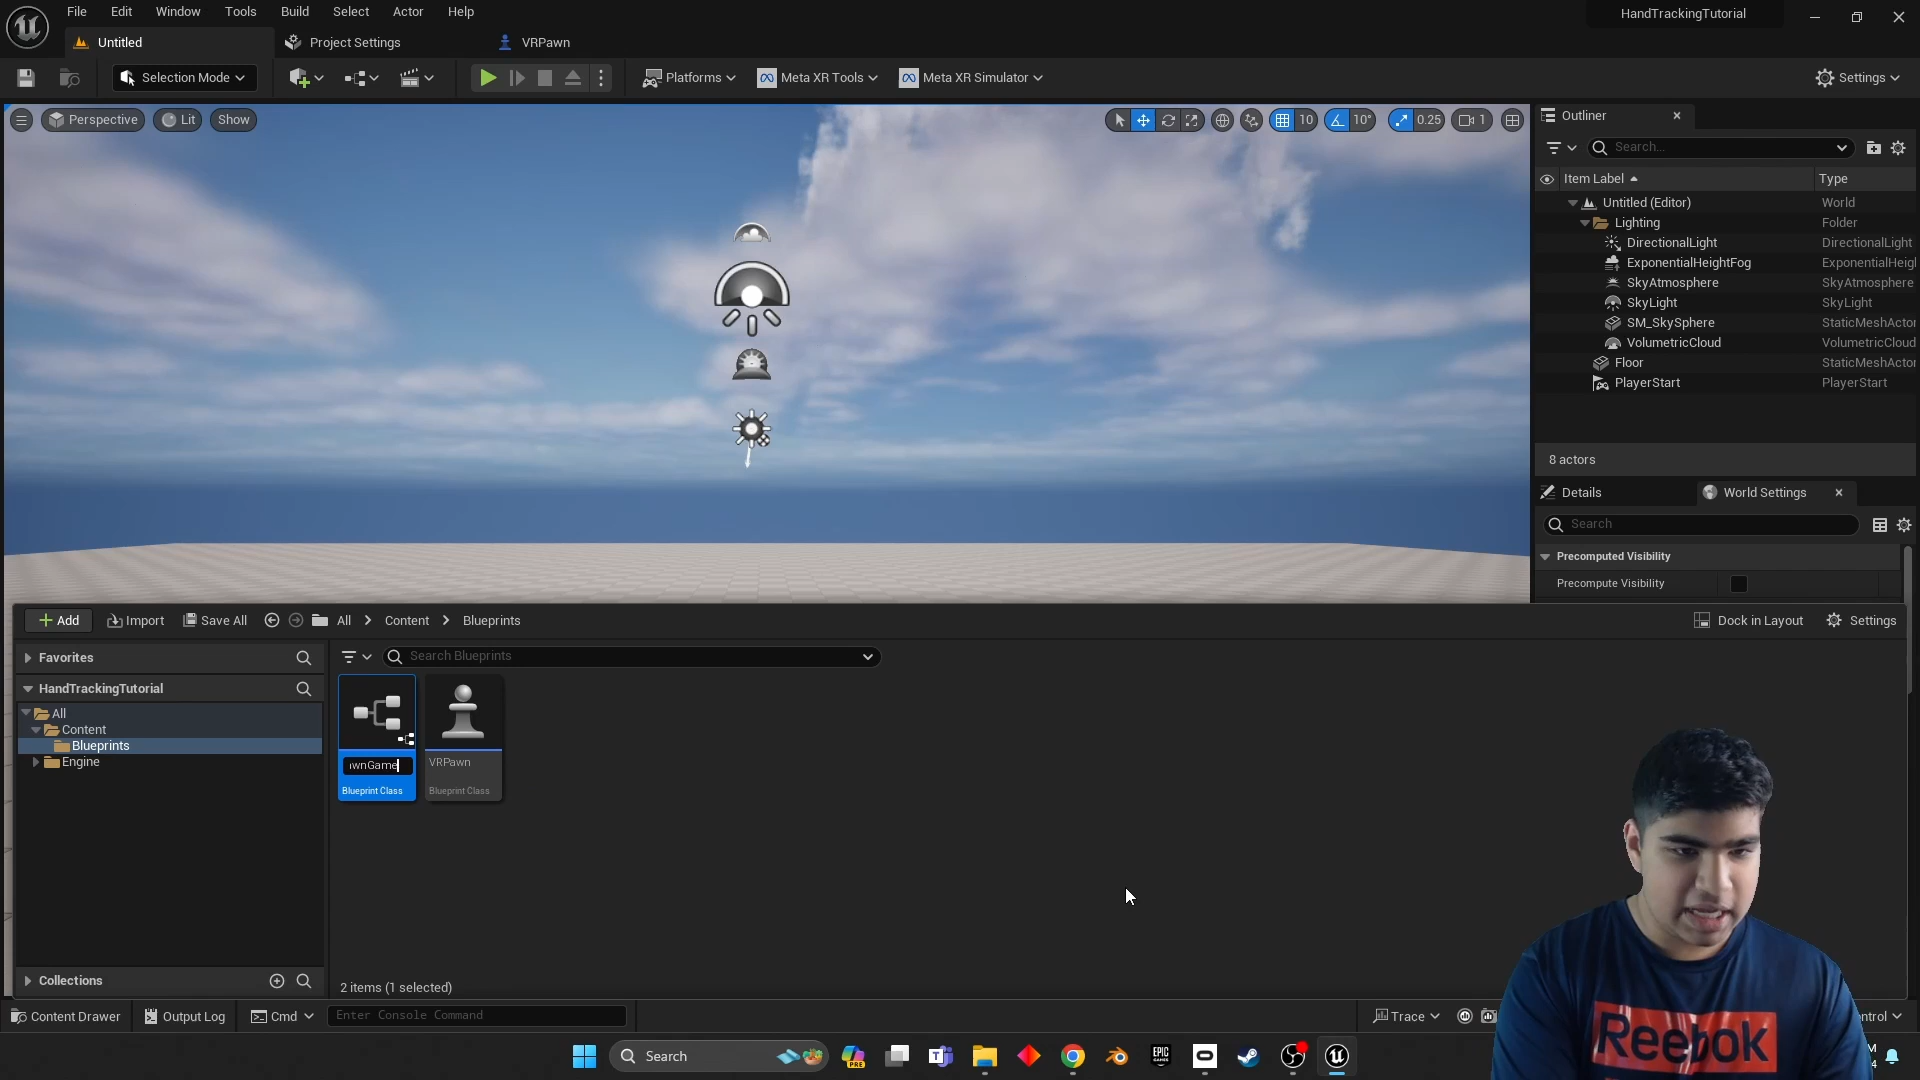 File Edit Window Tools Build Select Actor Help
HandTrackingTutorial
Untitled Project Settings VRPawn
Selection Mode Platforms Meta XR Tools Meta XR Simulator Settings
Perspective Lit Show 10 10° 0.25 1
Outliner
Search...
Item Label Type
Untitled (Editor) World
Lighting Folder
DirectionalLight DirectionalLight
ExponentialHeightFog ExponentialHeigl
SkyAtmosphere SkyAtmosphere
SkyLight SkyLight
SM_SkySphere StaticMeshActor
VolumetricCloud VolumetricCloud
Floor StaticMeshActor
PlayerStart PlayerStart
8 actors
Details World Settings
Search
Precomputed Visibility
Precompute Visibility
Add Import Save All All Content Blueprints Dock in Layout Settings
Favorites
Search Blueprints
HandTrackingTutorial
All
Content
Blueprints
Engine
wnGame
Blueprint Class
VRPawn
Blueprint Class
Collections
2 items (1 selected)
Content Drawer Output Log Cmd Enter Console Command Trace
Search
PRE
EPIC GAMES
Reebok